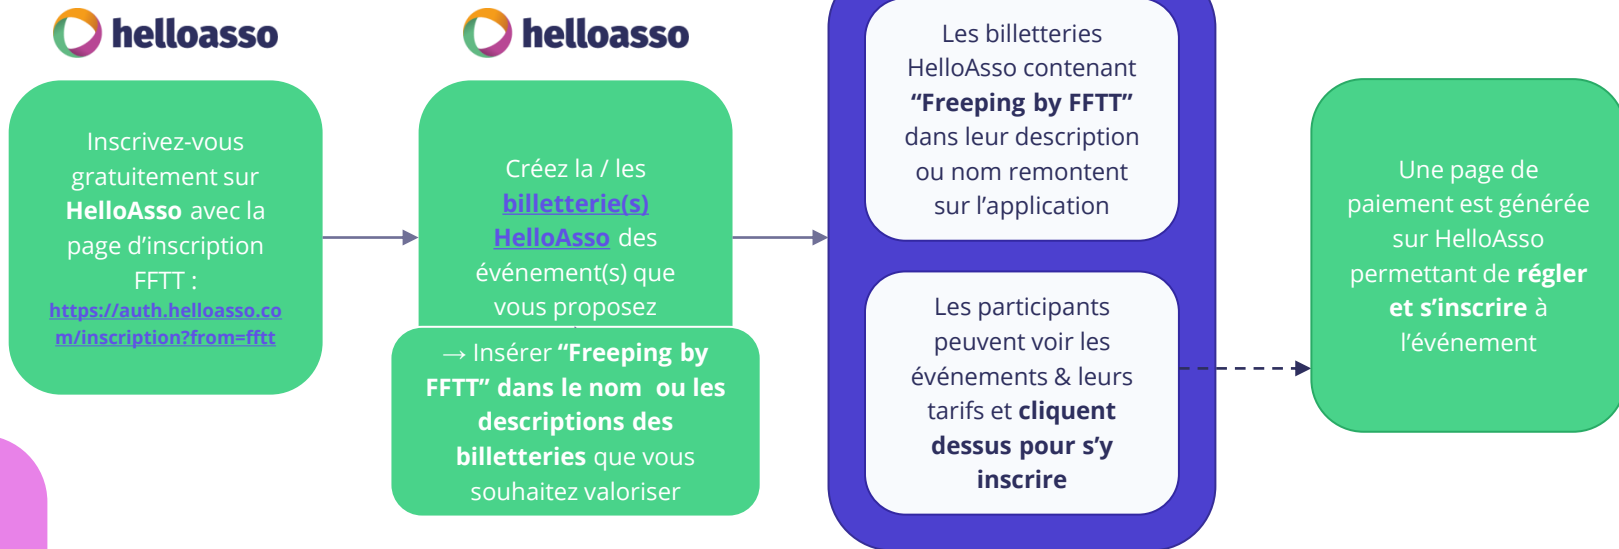 helloasso
Inscrivez-vous
gratuitement sur
HelloAsso avec la
page d’inscription
FFTT :
https://auth.helloasso.co
m/inscription?from=fftt
helloasso
Créez la / les
billetterie(s)
HelloAsso des
événement(s) que
vous proposez
→ Insérer “Freeping by
FFTT” dans le nom  ou les
descriptions des
billetteries que vous
souhaitez valoriser
Les billetteries
HelloAsso contenant
“Freeping by FFTT”
dans leur description
ou nom remontent
sur l’application
Les participants
peuvent voir les
événements & leurs
tarifs et cliquent
dessus pour s’y
inscrire
Une page de
paiement est générée
sur HelloAsso
permettant de régler
et s’inscrire à
l’événement